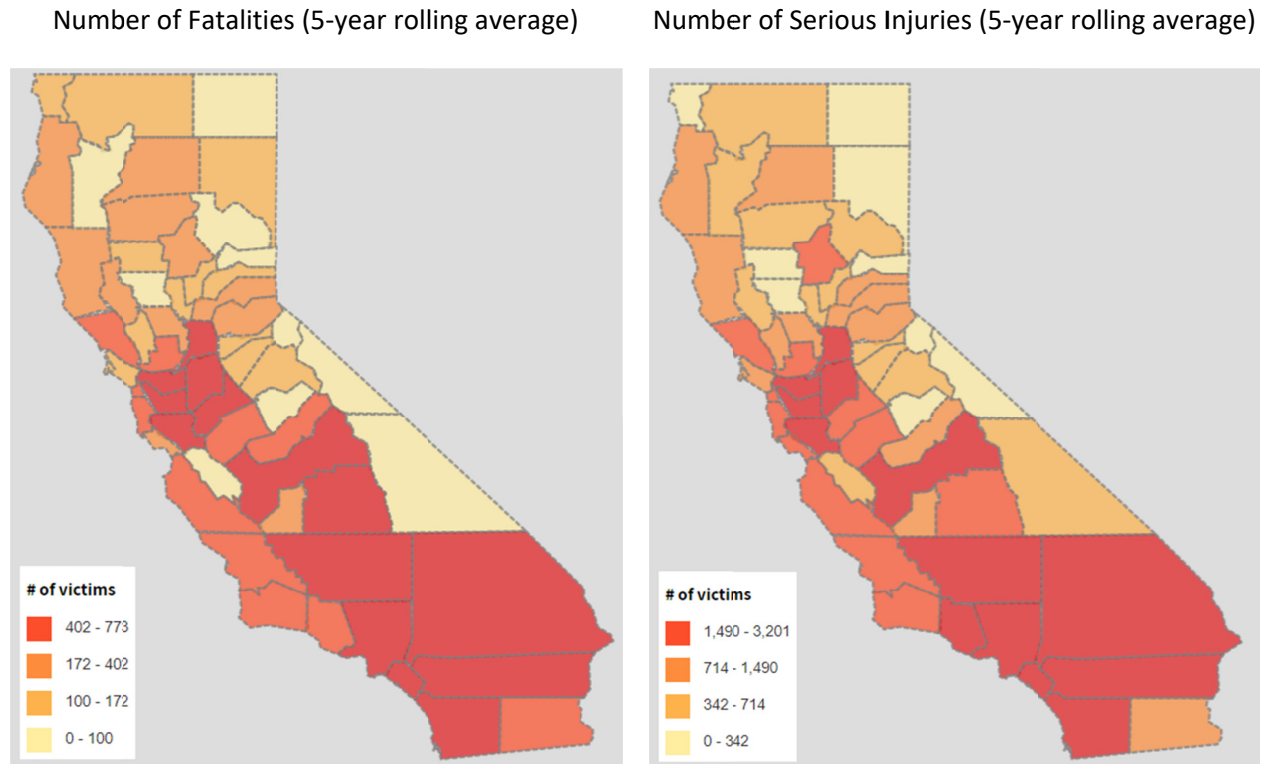 Number of Fatalities (5-year rolling average)
Number of Serious Injuries (5-year rolling average)
# of victims
402 - 773
172 - 402
100 - 172
0 - 100
# of victims
1,490 - 3,201
714 - 1,490
342 - 714
0 - 342